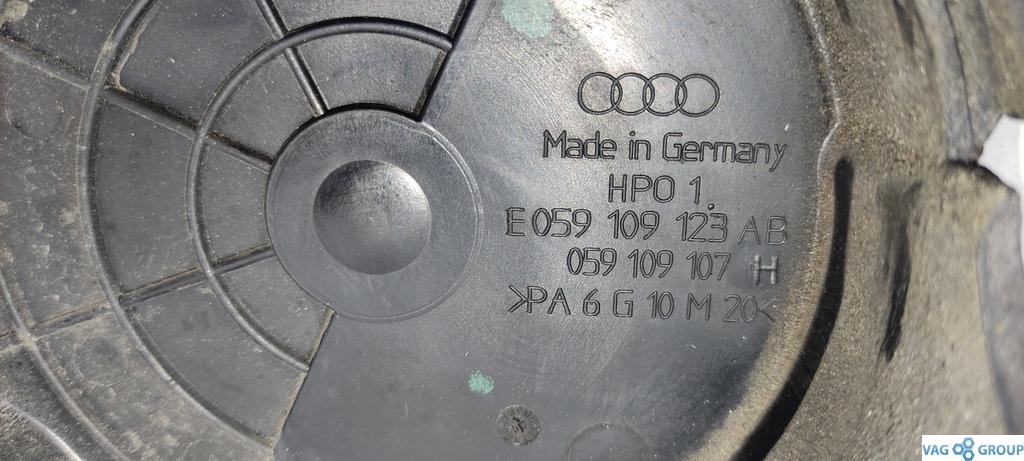 Made in Germany
HPO 1.
E 059 109 123 AB
059 109 107 H
>PA 6 G 10 M 20<
VAG GROUP